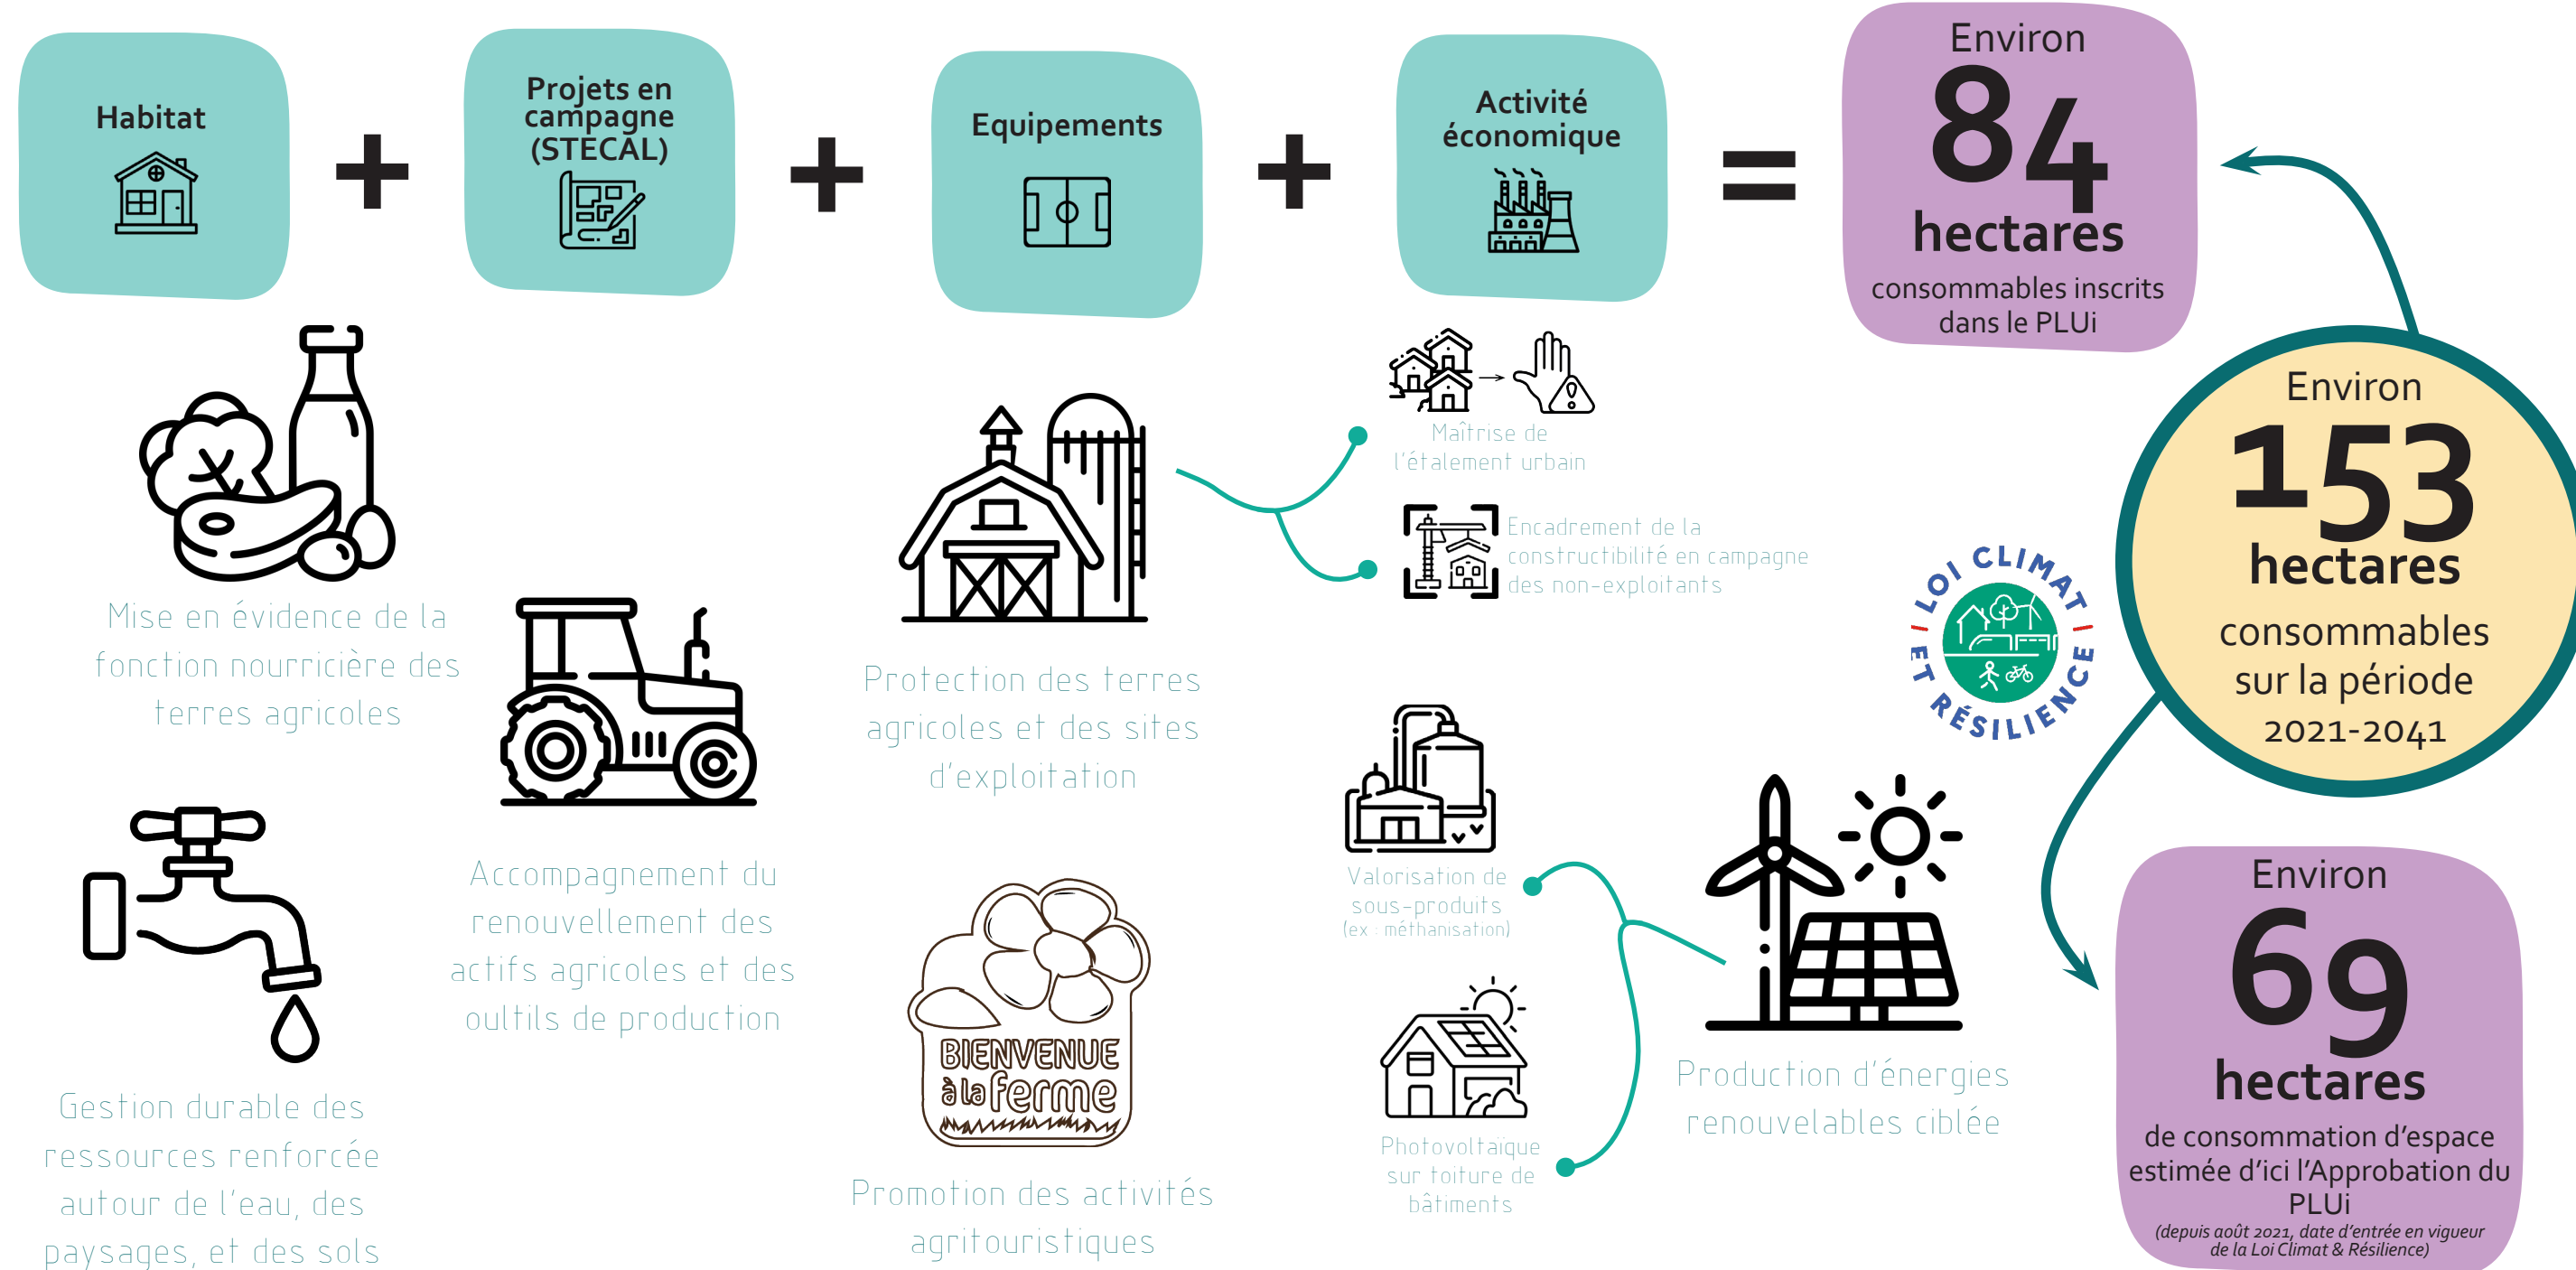 Habitat
Projets en
campagne
(STECAL)
Equipements
Activité
économique
Environ
84
hectares
consommables inscrits
dans le PLUi
Environ
153
hectares
consommables
sur la période
2021-2041
LOI CLIMAT
ET RÉSILIENCE
Environ
69
hectares
de consommation d'espace
estimée d'ici l'Approbation du
PLUi
(depuis août 2021, date d'entrée en vigueur
de la Loi Climat & Résilience)
Mise en évidence de la
fonction nourricière des
terres agricoles
Gestion durable des
ressources renforcée
autour de l'eau, des
paysages, et des sols
Accompagnement du
renouvellement des
actifs agricoles et des
oultils de production
Protection des terres
agricoles et des sites
d'exploitation
Maîtrise de
l'étalement urbain
Encadrement de la
constructibilité en campagne
des non-exploitants
BIENVENUE
à la ferme
Promotion des activités
agritouristiques
Valorisation de
sous-produits
(ex : méthanisation)
Photovoltaïque
sur toiture de
bâtiments
Production d'énergies
renouvelables ciblée